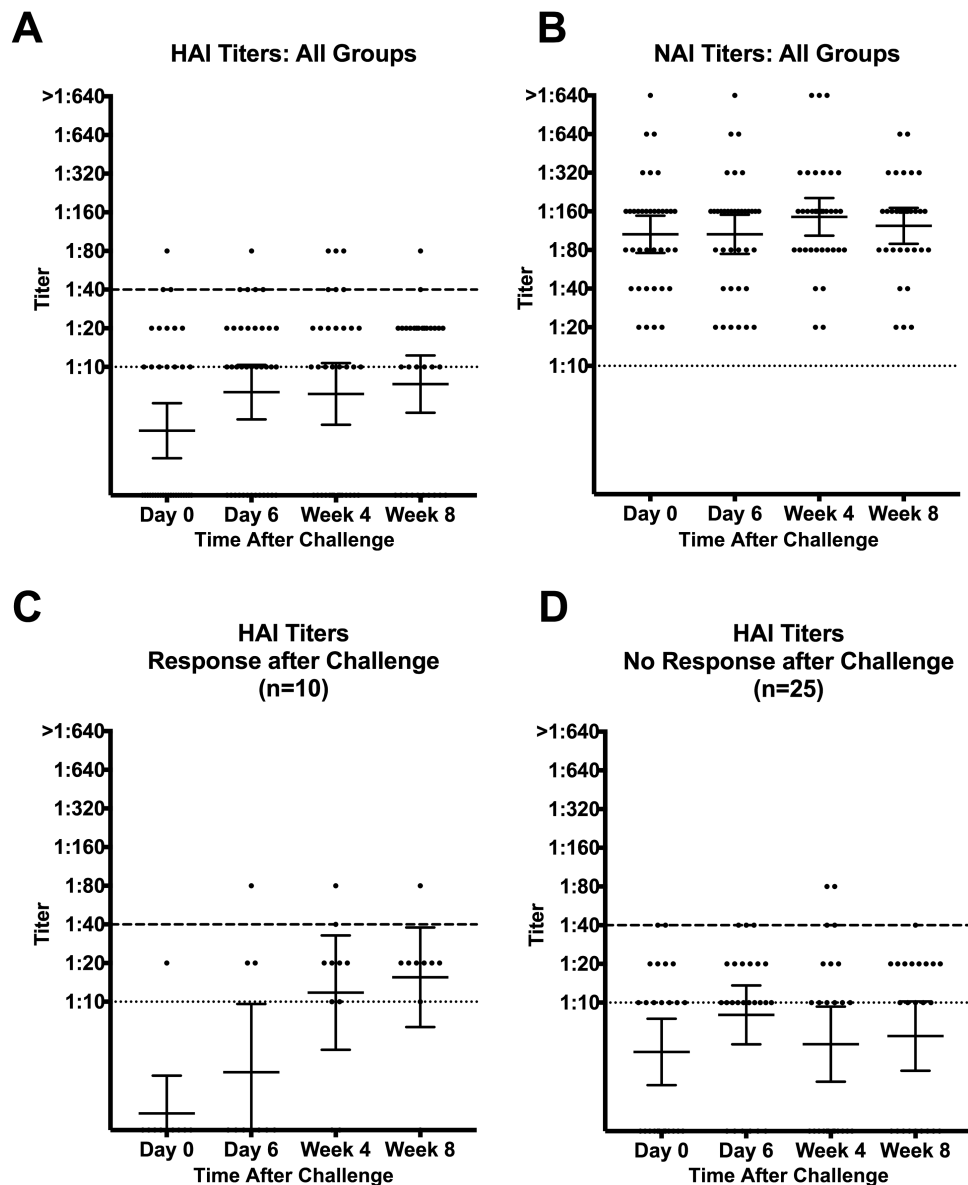 A
HAI Titers: All Groups
>1:640
1:640
1:320
1:160
1:80
1:40
1:20
1:10
Titer
Day 0 Day 6 Week 4 Week 8
Time After Challenge
B
NAI Titers: All Groups
>1:640
1:640
1:320
1:160
1:80
1:40
1:20
1:10
Titer
Day 0 Day 6 Week 4 Week 8
Time After Challenge
C
HAI Titers
Response after Challenge
(n=10)
>1:640
1:640
1:320
1:160
1:80
1:40
1:20
1:10
Titer
Day 0 Day 6 Week 4 Week 8
Time After Challenge
D
HAI Titers
No Response after Challenge
(n=25)
>1:640
1:640
1:320
1:160
1:80
1:40
1:20
1:10
Titer
Day 0 Day 6 Week 4 Week 8
Time After Challenge